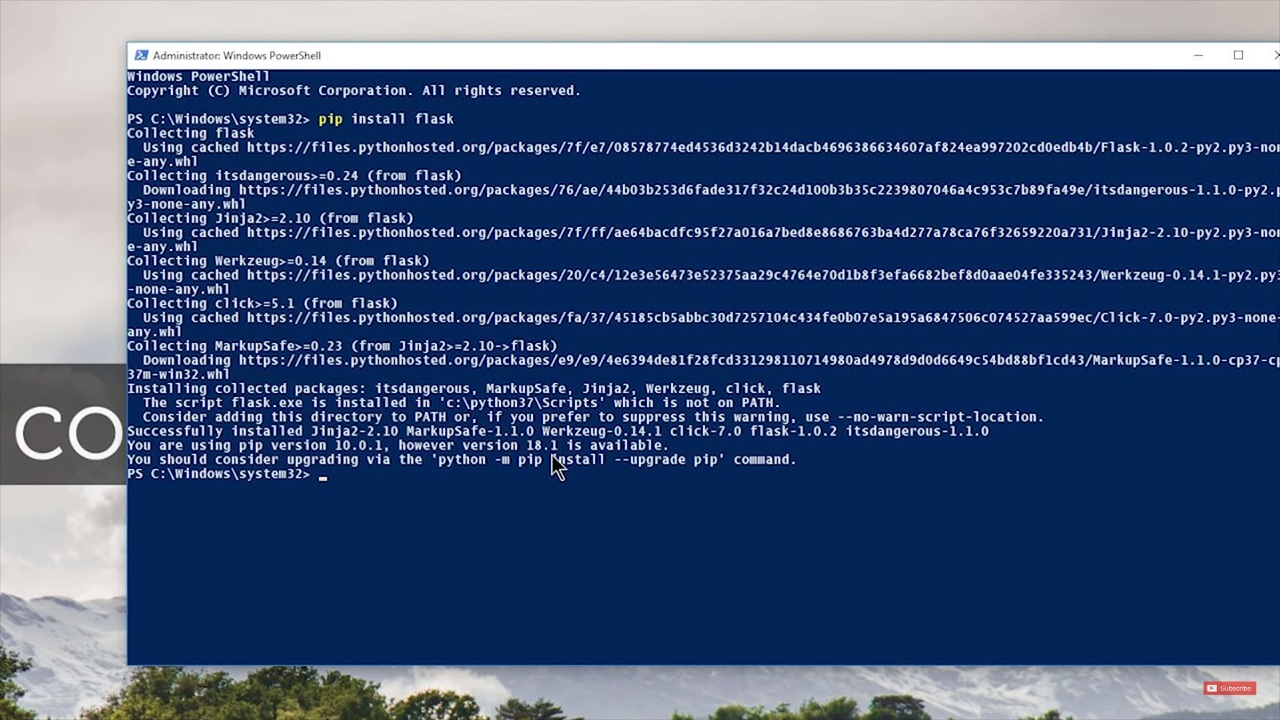 Administrator: Windows PowerShell
Windows PowerShell
Copyright (C) Microsoft Corporation. All rights reserved.
PS C:\Windows\system32> pip install flask
Collecting flask
  Using cached https://files.pythonhosted.org/packages/7f/e7/08578774ed4536d3242b14dacb4696386634607af824ea997202cd0edb4b/Flask-1.0.2-py2.py3-non
e-any.whl
Collecting itsdangerous>=0.24 (from flask)
  Downloading https://files.pythonhosted.org/packages/76/ae/44b03b253d6fade317f32c24d100b3b35c2239807046a4c953c7b89fa49e/itsdangerous-1.1.0-py2.
y3-none-any.whl
Collecting Jinja2>=2.10 (from flask)
  Using cached https://files.pythonhosted.org/packages/7f/ff/ae64bacdfc95f27a016a7bed8e8686763ba4d277a78ca76f32659220a731/Jinja2-2.10-py2.py3-non
e-any.whl
Collecting Werkzeug>=0.14 (from flask)
  Using cached https://files.pythonhosted.org/packages/20/c4/12e3e56473e52375aa29c4764e70d1b8f3efa6682bef8d0aae04fe335243/Werkzeug-0.14.1-py2.py3
-none-any.whl
Collecting click>=5.1 (from flask)
  Using cached https://files.pythonhosted.org/packages/fa/37/45185cb5abbc30d7257104c434fe0b07e5a195a6847506c074527aa599ec/Click-7.0-py2.py3-none-
any.whl
Collecting MarkupSafe>=0.23 (from Jinja2>=2.10->flask)
  Downloading https://files.pythonhosted.org/packages/e9/e9/4e6394de81f28fcd33129811071498​0ad4978d9d0d6649c54bd88bf1cd43/MarkupSafe-1.1.0-cp37-cp
37m-win32.whl
Installing collected packages: itsdangerous, MarkupSafe, Jinja2, Werkzeug, click, flask
  The script flask.exe is installed in 'c:\python37\Scripts' which is not on PATH.
  Consider adding this directory to PATH or, if you prefer to suppress this warning, use --no-warn-script-location.
Successfully installed Jinja2-2.10 MarkupSafe-1.1.0 Werkzeug-0.14.1 click-7.0 flask-1.0.2 itsdangerous-1.1.0
You are using pip version 10.0.1, however version 18.1 is available.
You should consider upgrading via the 'python -m pip install --upgrade pip' command.
PS C:\Windows\system32>
CO
Subscribe